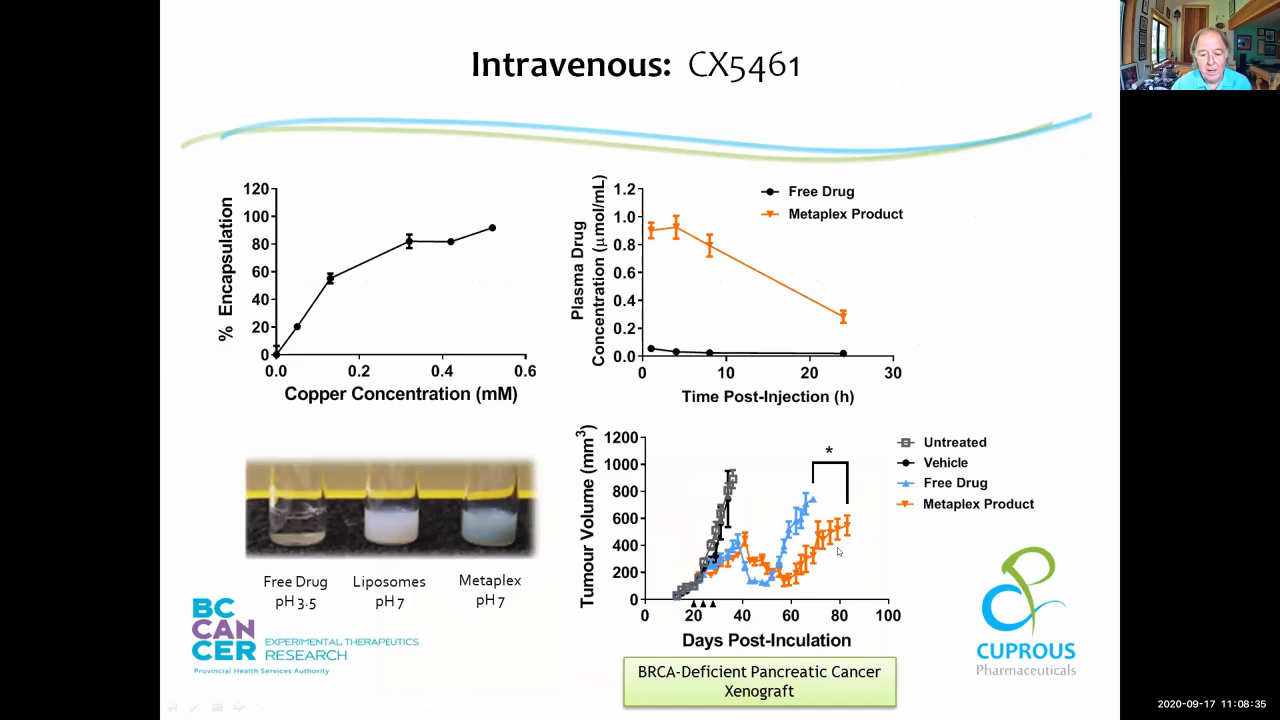 Intravenous: CX5461
120
100
80
60
40
20
0
% Encapsulation
0.0 0.2 0.4 0.6
Copper Concentration (mM)
1.2
1.0
0.8
0.6
0.4
0.2
0.0
Plasma Drug
Concentration (µmol/mL)
0 10 20 30
Time Post-Injection (h)
Free Drug
Metaplex Product
1200
1000
800
600
400
200
0
Tumour Volume (mm³)
0 20 40 60 80 100
Days Post-Inculation
*
Untreated
Vehicle
Free Drug
Metaplex Product
Free Drug
pH 3.5
Liposomes
pH 7
Metaplex
pH 7
BC
CAN
CER
EXPERIMENTAL THERAPEUTICS
RESEARCH
Provincial Health Services Authority
BRCA-Deficient Pancreatic Cancer
Xenograft
CUPROUS
Pharmaceuticals
2020-09-17 11:08:35